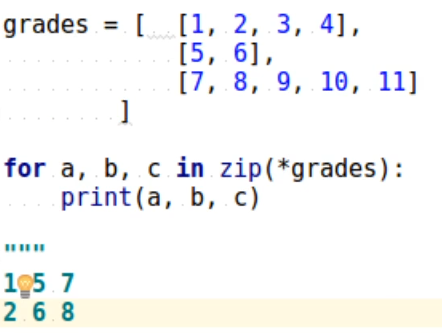 grades = [  [1, 2, 3, 4],
            [5, 6],
            [7, 8, 9, 10, 11]
        ]
for a, b, c in zip(*grades):
    print(a, b, c)
"""
1 5 7
2 6 8